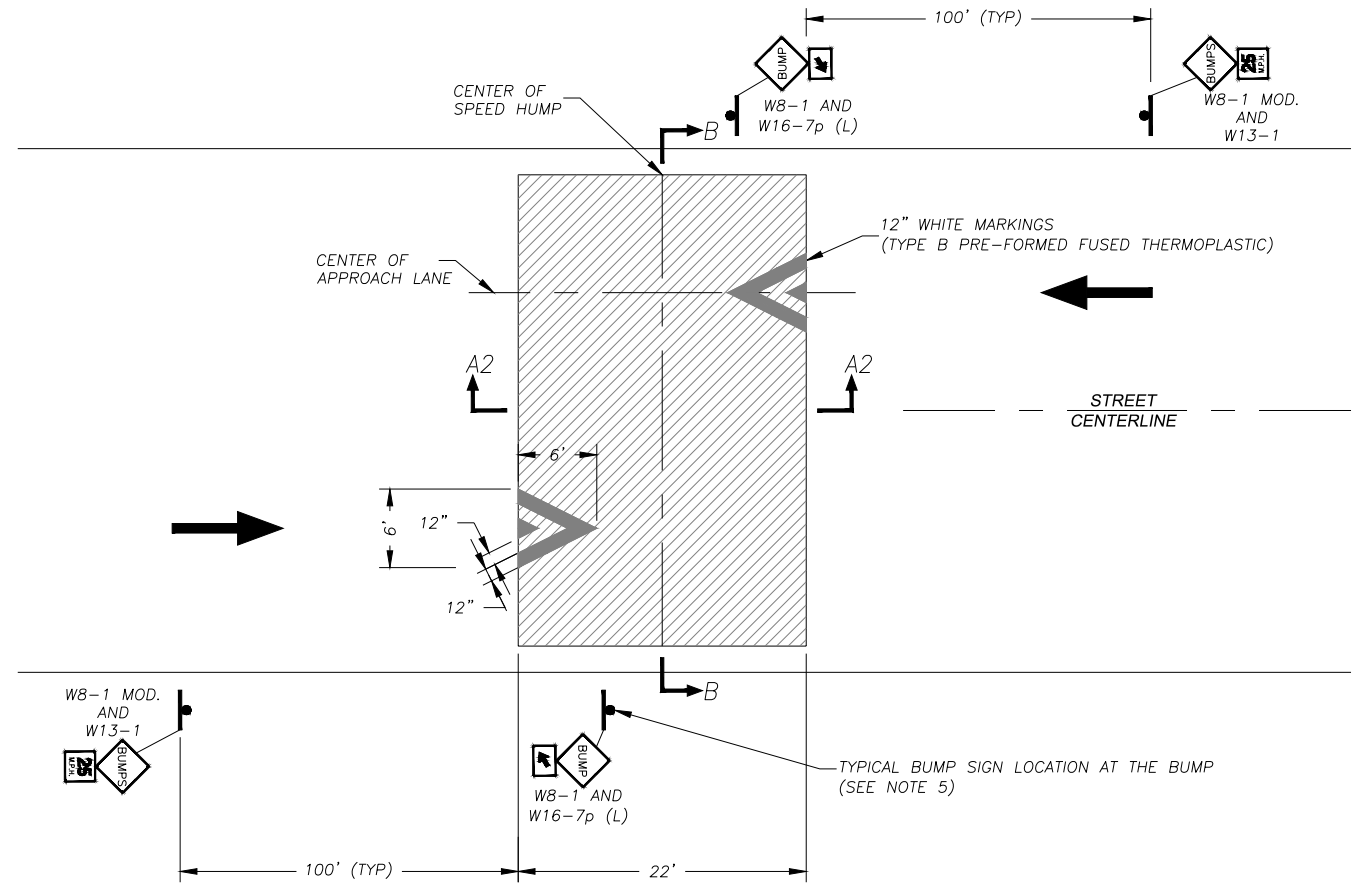 100' (TYP)
BUMP
BUMPS
25
M.P.H.
CENTER OF
SPEED HUMP
W8-1 AND
W16-7p (L)
W8-1 MOD.
AND
W13-1
B
12" WHITE MARKINGS
(TYPE B PRE-FORMED FUSED THERMOPLASTIC)
CENTER OF
APPROACH LANE
A2
A2
STREET
CENTERLINE
6'
6'
12"
12"
B
W8-1 MOD.
AND
W13-1
25
M.P.H.
BUMPS
BUMP
W8-1 AND
W16-7p (L)
TYPICAL BUMP SIGN LOCATION AT THE BUMP
(SEE NOTE 5)
100' (TYP)
22'